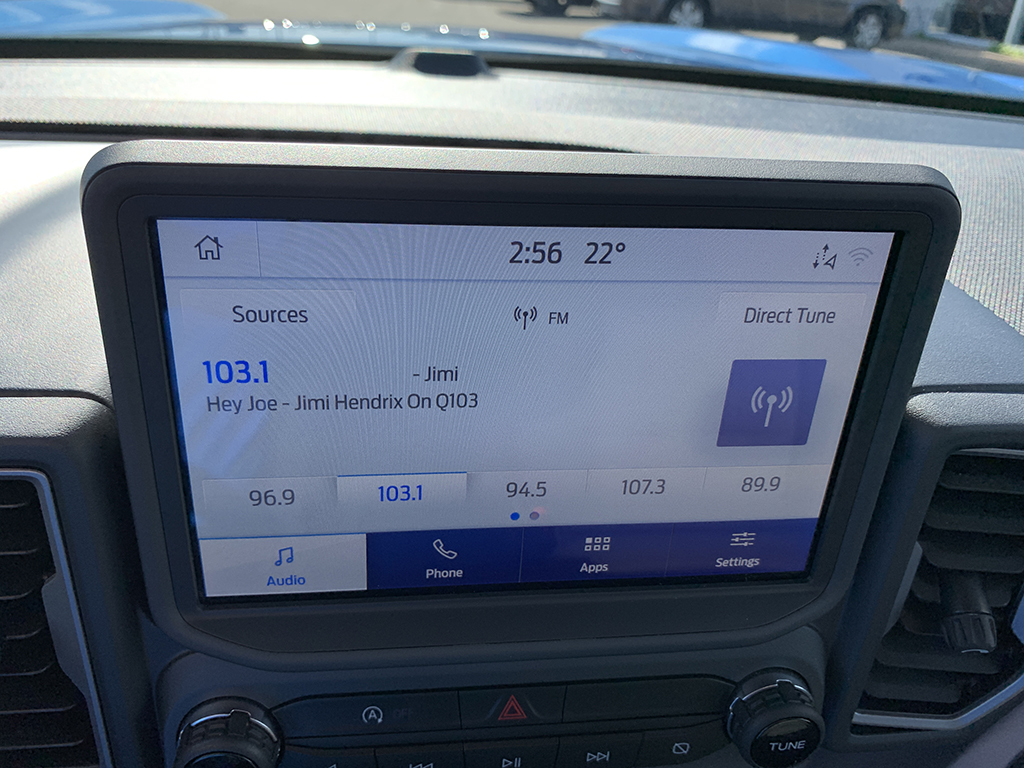 2:56 22°
Sources FM Direct Tune
103.1 - Jimi
Hey Joe - Jimi Hendrix On Q103
96.9 103.1 94.5 107.3 89.9
Audio Phone Apps Settings
A OFF
TUNE